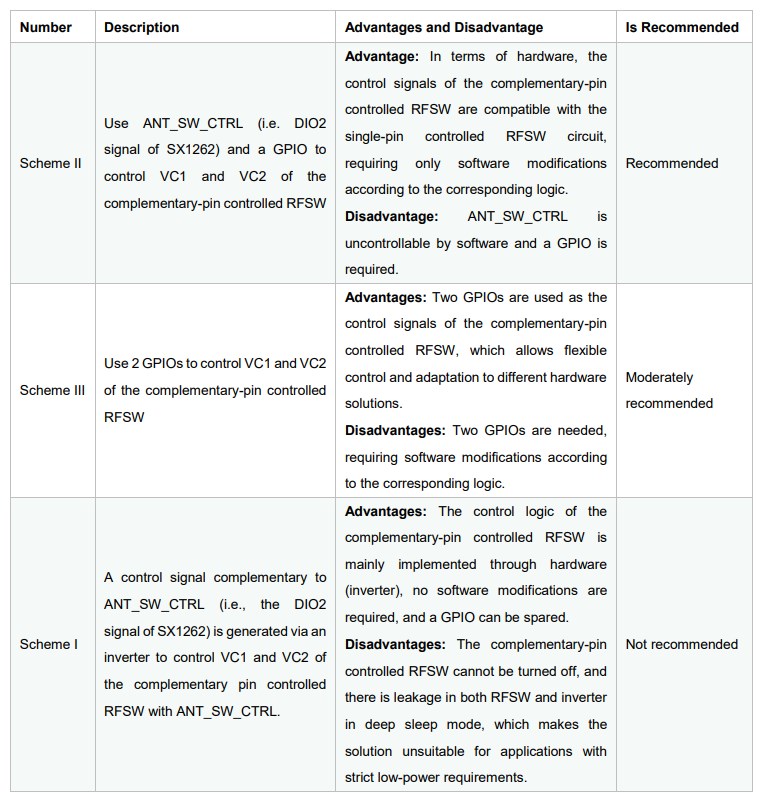 Number Description Advantages and Disadvantage Is Recommended
Scheme II
Use ANT_SW_CTRL (i.e. DIO2
signal of SX1262) and a GPIO to
control VC1 and VC2 of the
complementary-pin controlled RFSW
Advantage: In terms of hardware, the
control signals of the complementary-pin
controlled RFSW are compatible with the
single-pin controlled RFSW circuit,
requiring only software modifications
according to the corresponding logic.
Disadvantage: ANT_SW_CTRL is
uncontrollable by software and a GPIO is
required.
Recommended
Scheme III
Use 2 GPIOs to control VC1 and VC2
of the complementary-pin controlled
RFSW
Advantages: Two GPIOs are used as the
control signals of the complementary-pin
controlled RFSW, which allows flexible
control and adaptation to different hardware
solutions.
Disadvantages: Two GPIOs are needed,
requiring software modifications according
to the corresponding logic.
Moderately
recommended
Scheme I
A control signal complementary to
ANT_SW_CTRL (i.e., the DIO2
signal of SX1262) is generated via an
inverter to control VC1 and VC2 of
the complementary pin controlled
RFSW with ANT_SW_CTRL.
Advantages: The control logic of the
complementary-pin controlled RFSW is
mainly implemented through hardware
(inverter), no software modifications are
required, and a GPIO can be spared.
Disadvantages: The complementary-pin
controlled RFSW cannot be turned off, and
there is leakage in both RFSW and inverter
in deep sleep mode, which makes the
solution unsuitable for applications with
strict low-power requirements.
Not recommended